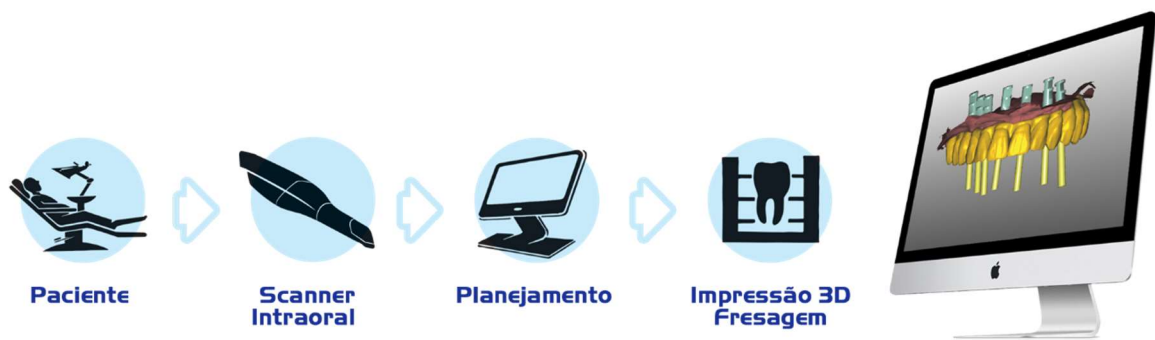 Paciente
Scanner
Intraoral
Planejamento
Impressão 3D
Fresagem